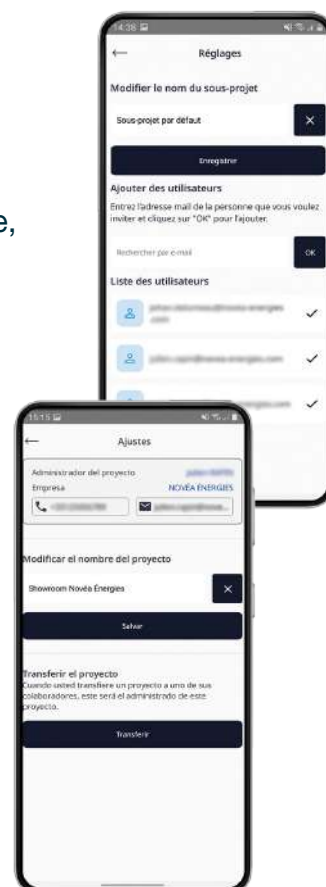 e,
14:38
Réglages
Modifier le nom du sous-projet
Sous-projet par défaut
Enregistrer
Ajouter des utilisateurs
Entrez l'adresse mail de la personne que vous voulez
inviter et cliquez sur "OK" pour l'ajouter.
Rechercher par e-mail
OK
Liste des utilisateurs
15:15
Ajustes
Administrador del proyecto
Empresa
NOVÉA ÉNERGIES
Modificar el nombre del proyecto
Showroom Novéa Énergies
Salvar
Transferir el proyecto
Cuando usted transfiere un proyecto a uno de sus
colaboradores, este será el administrador de este
proyecto.
Transferir